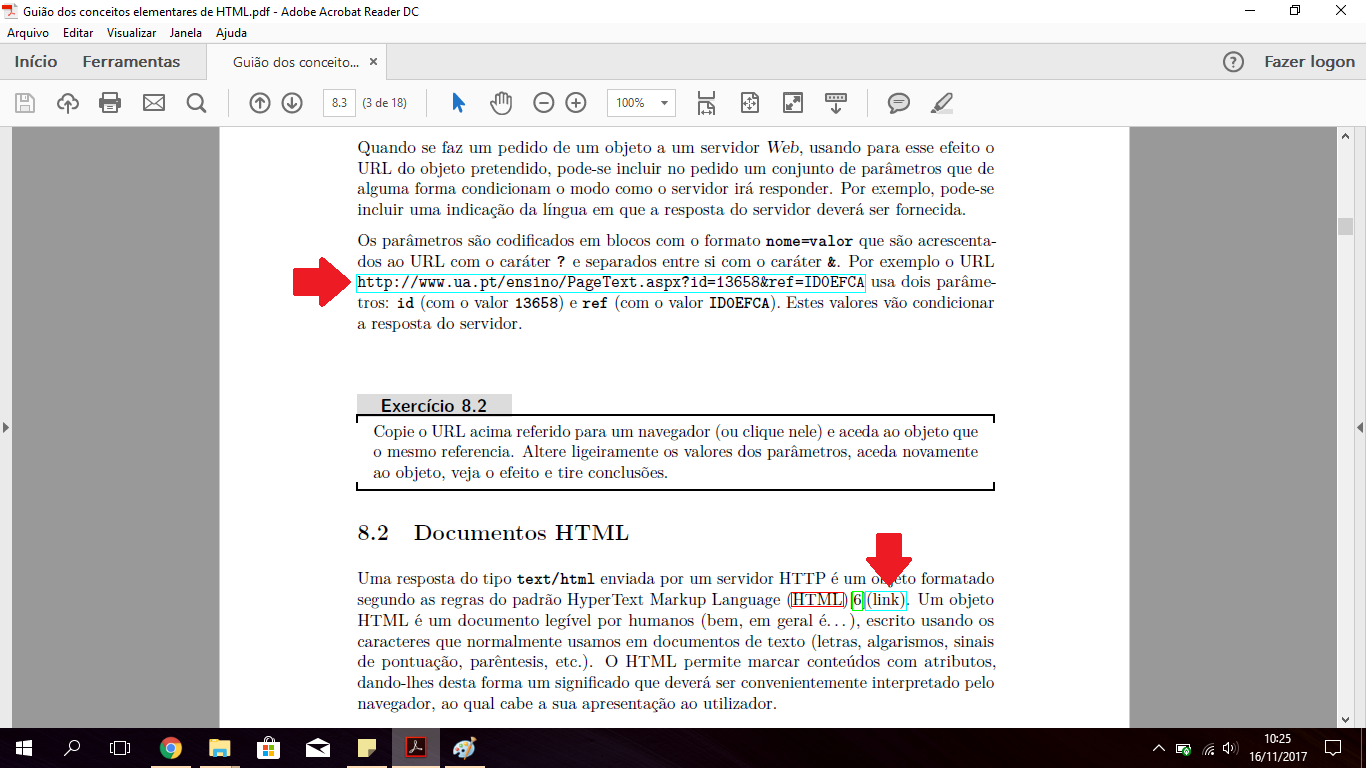 Guião dos conceitos elementares de HTML.pdf - Adobe Acrobat Reader DC
Arquivo Editar Visualizar Janela Ajuda
Início Ferramentas Guião dos conceito... × ? Fazer logon
8.3 (3 de 18) 100%
Quando se faz um pedido de um objeto a um servidor Web, usando para esse efeito o
URL do objeto pretendido, pode-se incluir no pedido um conjunto de parâmetros que de
alguma forma condicionam o modo como o servidor irá responder. Por exemplo, pode-se
incluir uma indicação da língua em que a resposta do servidor deverá ser fornecida.
Os parâmetros são codificados em blocos com o formato nome=valor que são acrescenta-
dos ao URL com o caráter ? e separados entre si com o caráter &. Por exemplo o URL
http://www.ua.pt/ensino/PageText.aspx?id=13658&ref=ID0EFCA usa dois parâme-
tros: id (com o valor 13658) e ref (com o valor ID0EFCA). Estes valores vão condicionar
a resposta do servidor.
Exercício 8.2
Copie o URL acima referido para um navegador (ou clique nele) e aceda ao objeto que
o mesmo referencia. Altere ligeiramente os valores dos parâmetros, aceda novamente
ao objeto, veja o efeito e tire conclusões.
8.2 Documentos HTML
Uma resposta do tipo text/html enviada por um servidor HTTP é um objeto formatado
segundo as regras do padrão HyperText Markup Language (HTML) 6 (link). Um objeto
HTML é um documento legível por humanos (bem, em geral é...), escrito usando os
caracteres que normalmente usamos em documentos de texto (letras, algarismos, sinais
de pontuação, parêntesis, etc.). O HTML permite marcar conteúdos com atributos,
dando-lhes desta forma um significado que deverá ser convenientemente interpretado pelo
navegador, ao qual cabe a sua apresentação ao utilizador.
10:25
16/11/2017